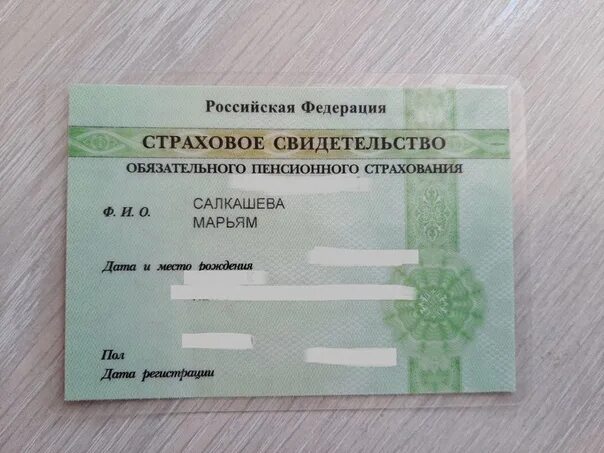 Российская Федерация
СТРАХОВОЕ СВИДЕТЕЛЬСТВО
ОБЯЗАТЕЛЬНОГО ПЕНСИОННОГО СТРАХОВАНИЯ
Ф. И. О. САЛКАШЕВА
МАРЬЯМ
Дата и место рождения
Пол
Дата регистрации